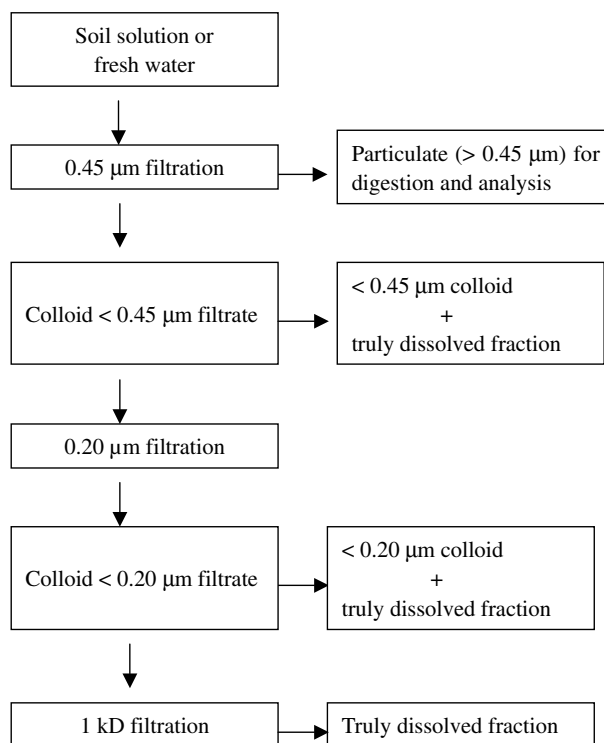 Soil solution or
fresh water
0.45 μm filtration
Particulate (> 0.45 μm) for
digestion and analysis
Colloid < 0.45 μm filtrate
< 0.45 μm colloid
+
truly dissolved fraction
0.20 μm filtration
Colloid < 0.20 μm filtrate
< 0.20 μm colloid
+
truly dissolved fraction
1 kD filtration
Truly dissolved fraction